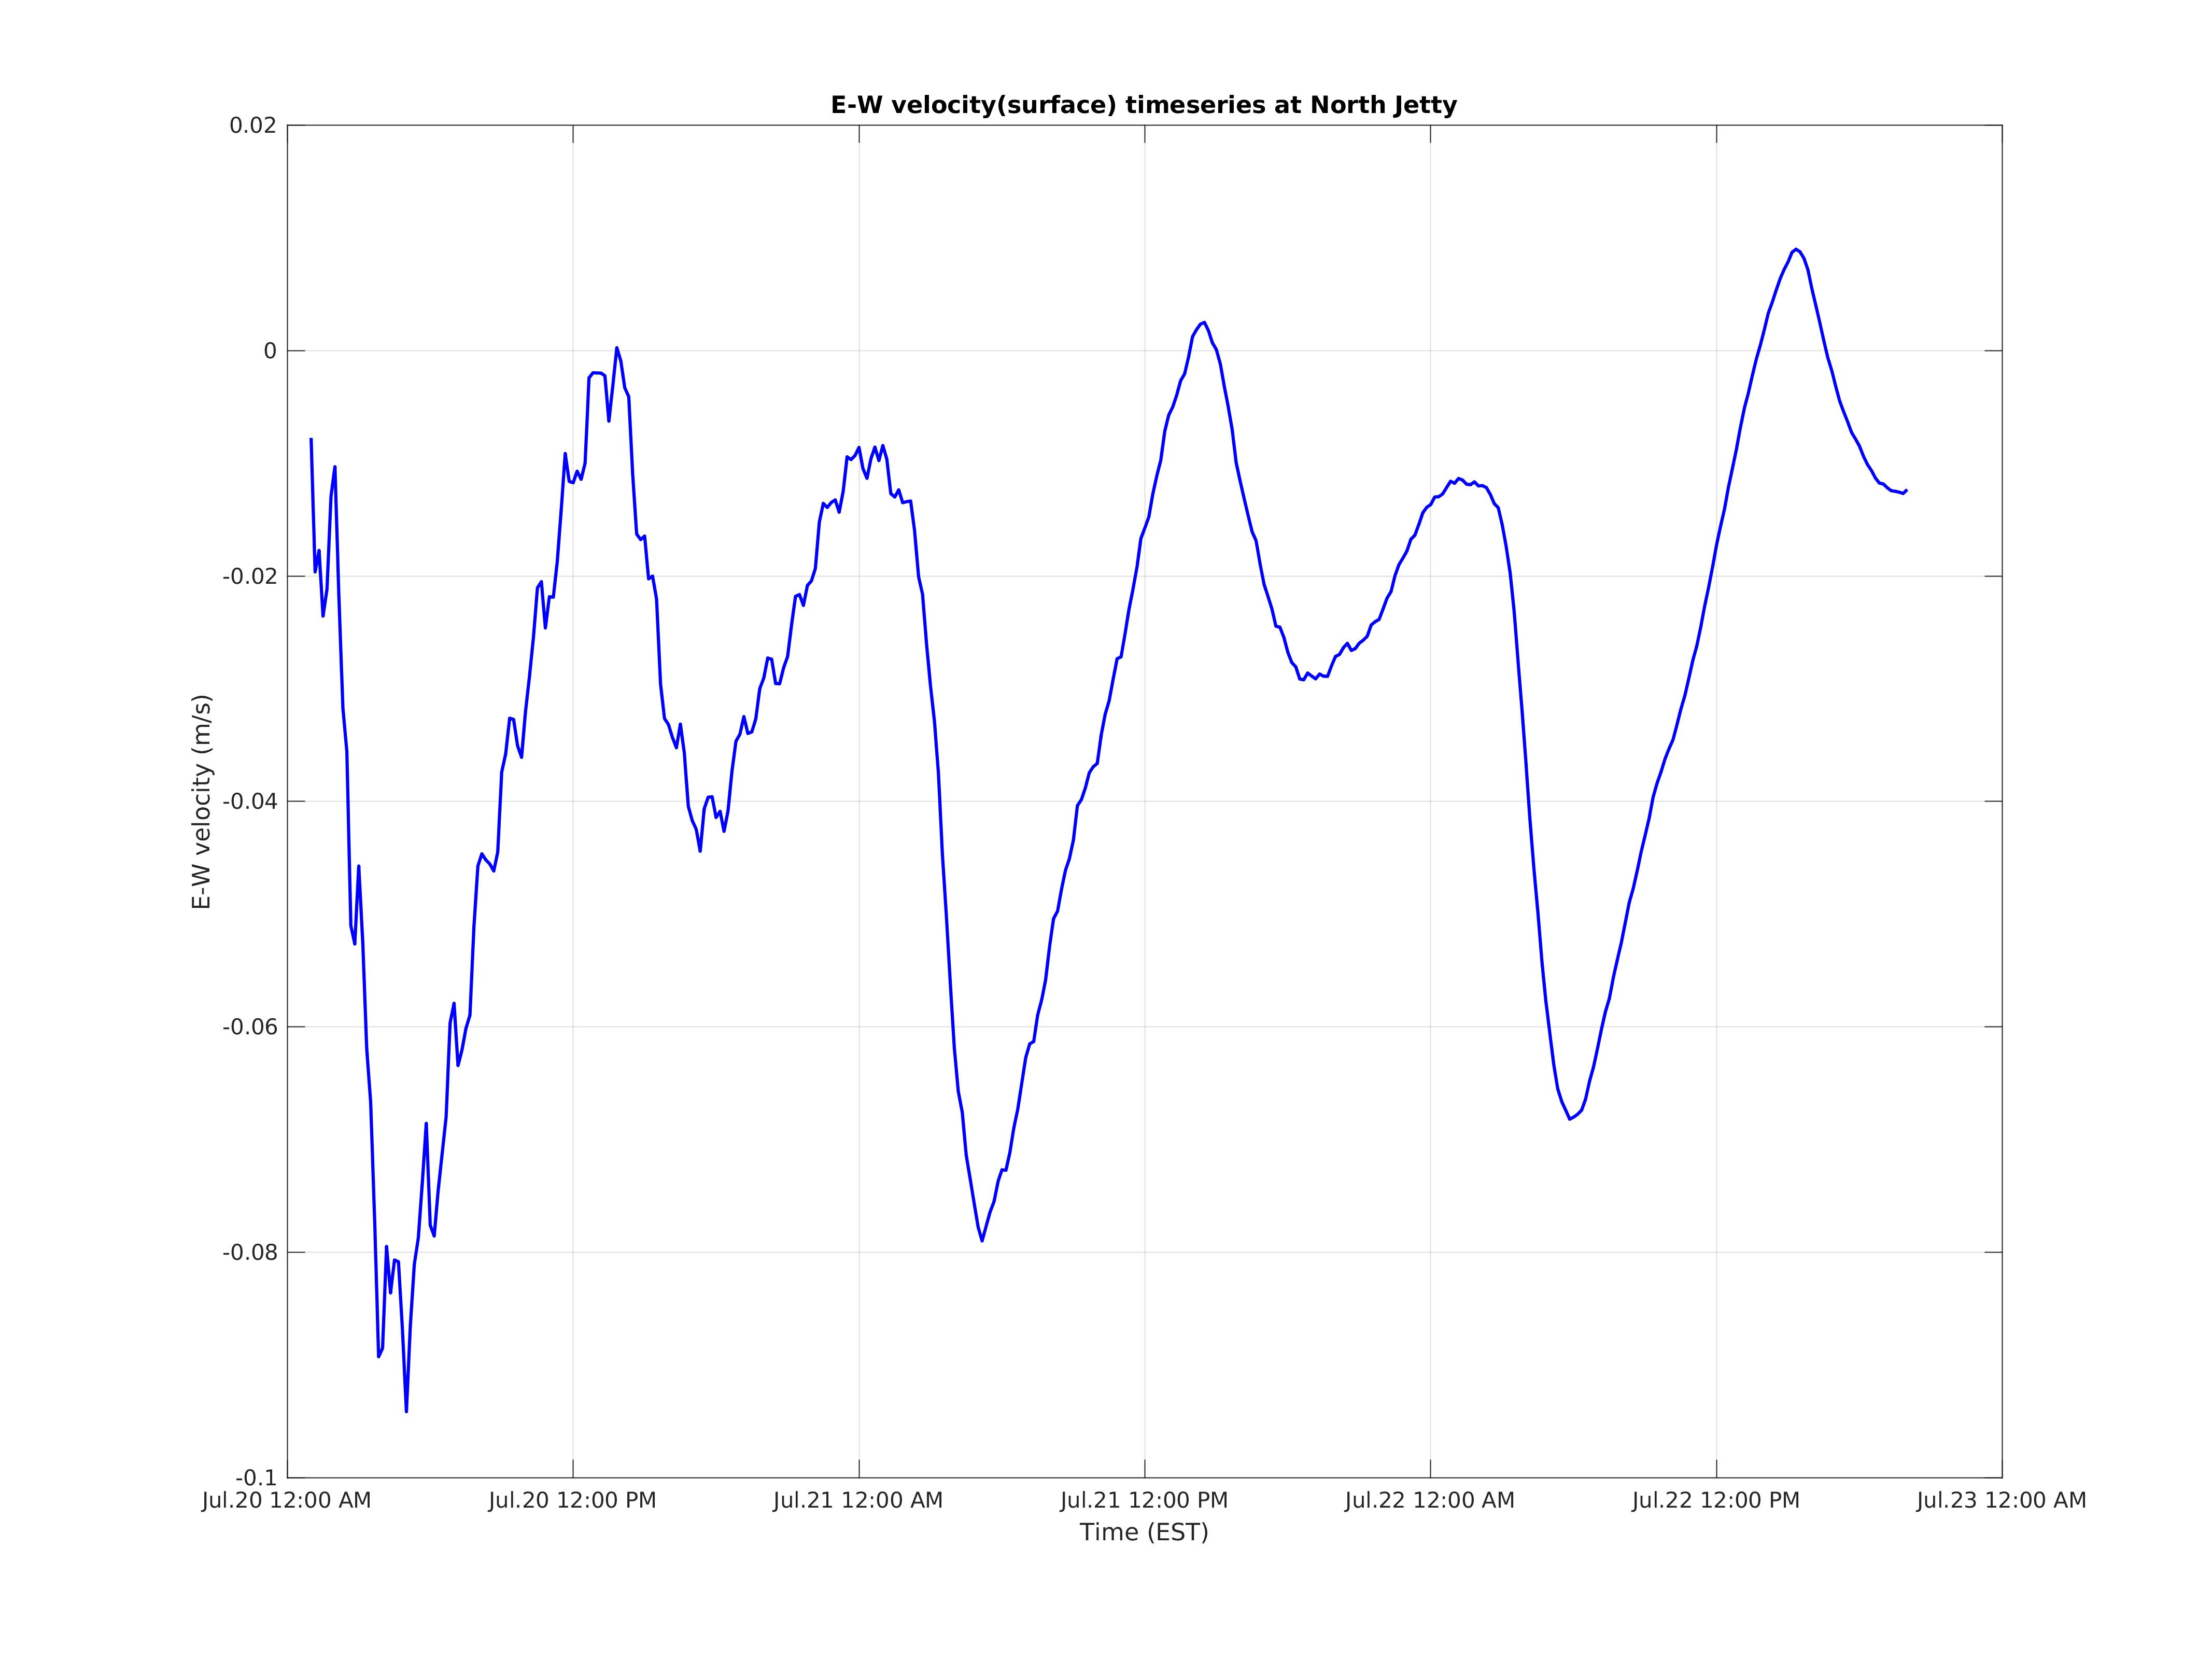 E-W velocity(surface) timeseries at North Jetty
0.02
0
-0.02
-0.04
-0.06
-0.08
-0.1
E-W velocity (m/s)
Jul.20 12:00 AM Jul.20 12:00 PM Jul.21 12:00 AM Jul.21 12:00 PM Jul.22 12:00 AM Jul.22 12:00 PM Jul.23 12:00 AM
Time (EST)